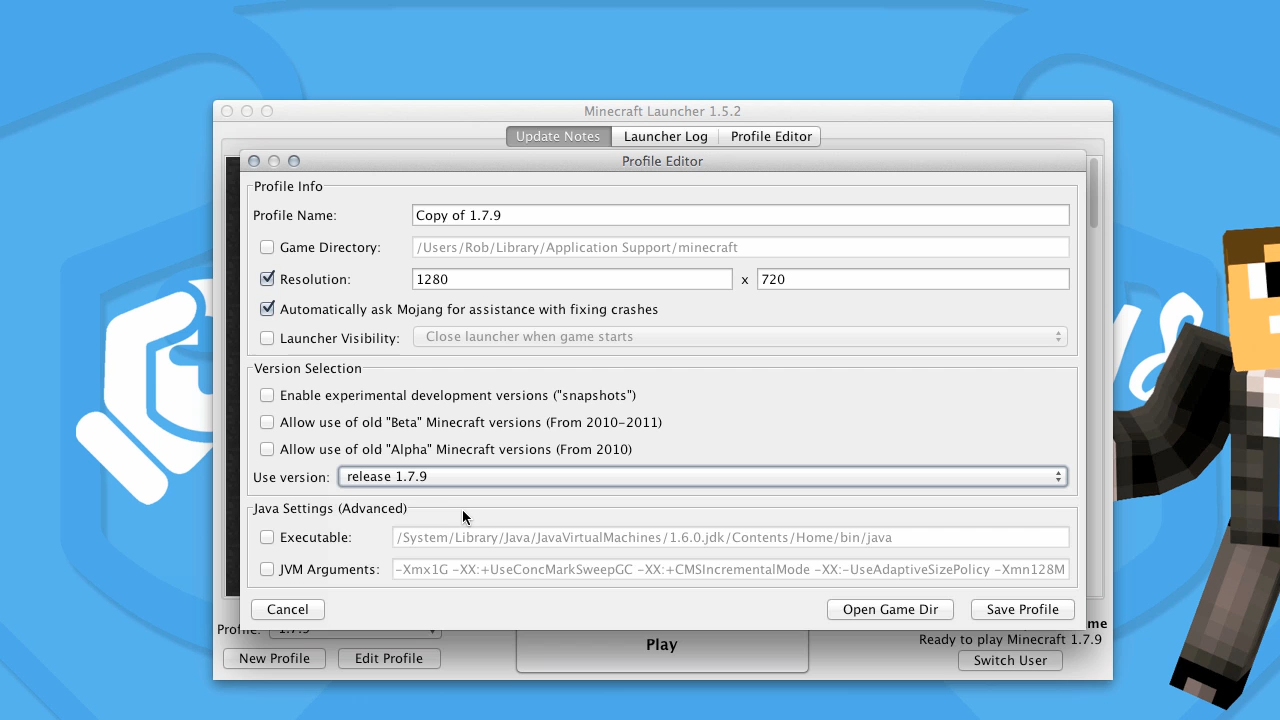 Minecraft Launcher 1.5.2
Update Notes Launcher Log Profile Editor
Profile Editor
Profile Info
Profile Name: Copy of 1.7.9
Game Directory: /Users/Rob/Library/Application Support/minecraft
Resolution: 1280 x 720
Automatically ask Mojang for assistance with fixing crashes
Launcher Visibility: Close launcher when game starts
Version Selection
Enable experimental development versions ("snapshots")
Allow use of old "Beta" Minecraft versions (From 2010-2011)
Allow use of old "Alpha" Minecraft versions (From 2010)
Use version: release 1.7.9
Java Settings (Advanced)
Executable: /System/Library/Java/JavaVirtualMachines/1.6.0.jdk/Contents/Home/bin/java
JVM Arguments: -Xmx1G -XX:+UseConcMarkSweepGC -XX:+CMSIncrementalMode -XX:-UseAdaptiveSizePolicy -Xmn128M
Cancel Open Game Dir Save Profile
Profile: 1.7.9
Play
Ready to play Minecraft 1.7.9
New Profile Edit Profile Switch User